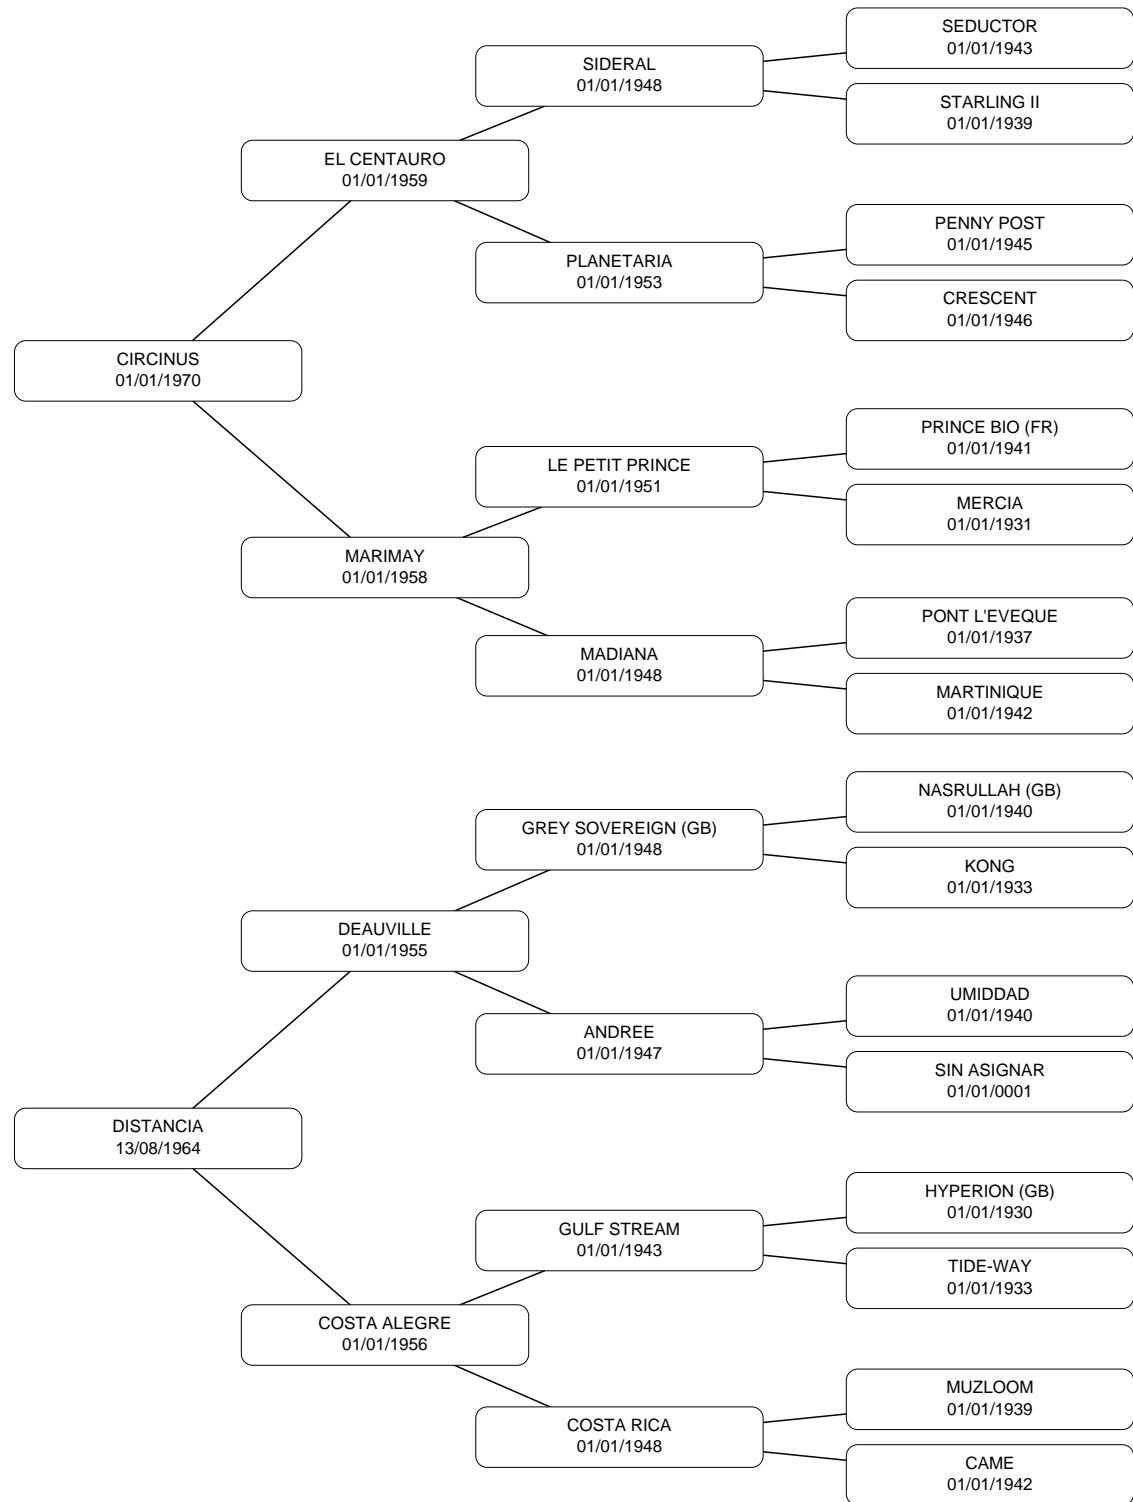 SEDUCTOR
01/01/1943
SIDERAL
01/01/1948
STARLING II
01/01/1939
EL CENTAURO
01/01/1959
PENNY POST
01/01/1945
PLANETARIA
01/01/1953
CRESCENT
01/01/1946
CIRCINUS
01/01/1970
PRINCE BIO (FR)
01/01/1941
LE PETIT PRINCE
01/01/1951
MERCIA
01/01/1931
MARIMAY
01/01/1958
PONT L'EVEQUE
01/01/1937
MADIANA
01/01/1948
MARTINIQUE
01/01/1942
NASRULLAH (GB)
01/01/1940
GREY SOVEREIGN (GB)
01/01/1948
KONG
01/01/1933
DEAUVILLE
01/01/1955
UMIDDAD
01/01/1940
ANDREE
01/01/1947
SIN ASIGNAR
01/01/0001
DISTANCIA
13/08/1964
HYPERION (GB)
01/01/1930
GULF STREAM
01/01/1943
TIDE-WAY
01/01/1933
COSTA ALEGRE
01/01/1956
MUZLOOM
01/01/1939
COSTA RICA
01/01/1948
CAME
01/01/1942